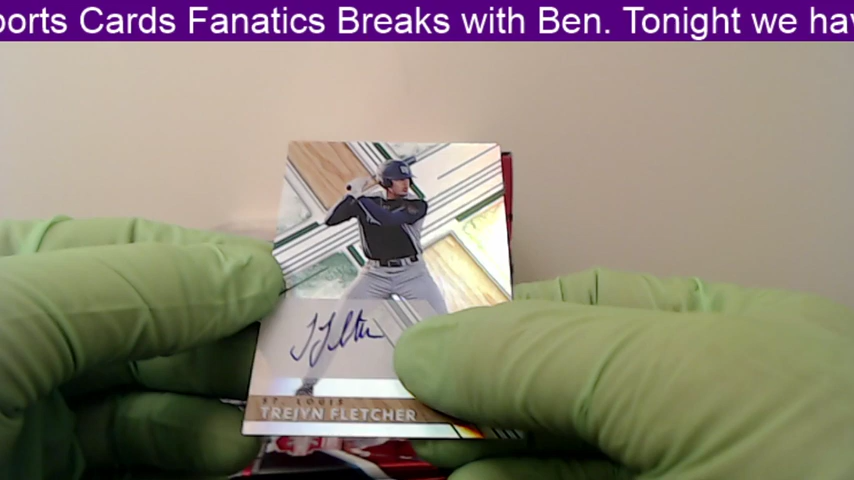 orts Cards Fanatics Breaks with Ben. Tonight we hav
ST. LOUIS
TREJYN FLETCHER